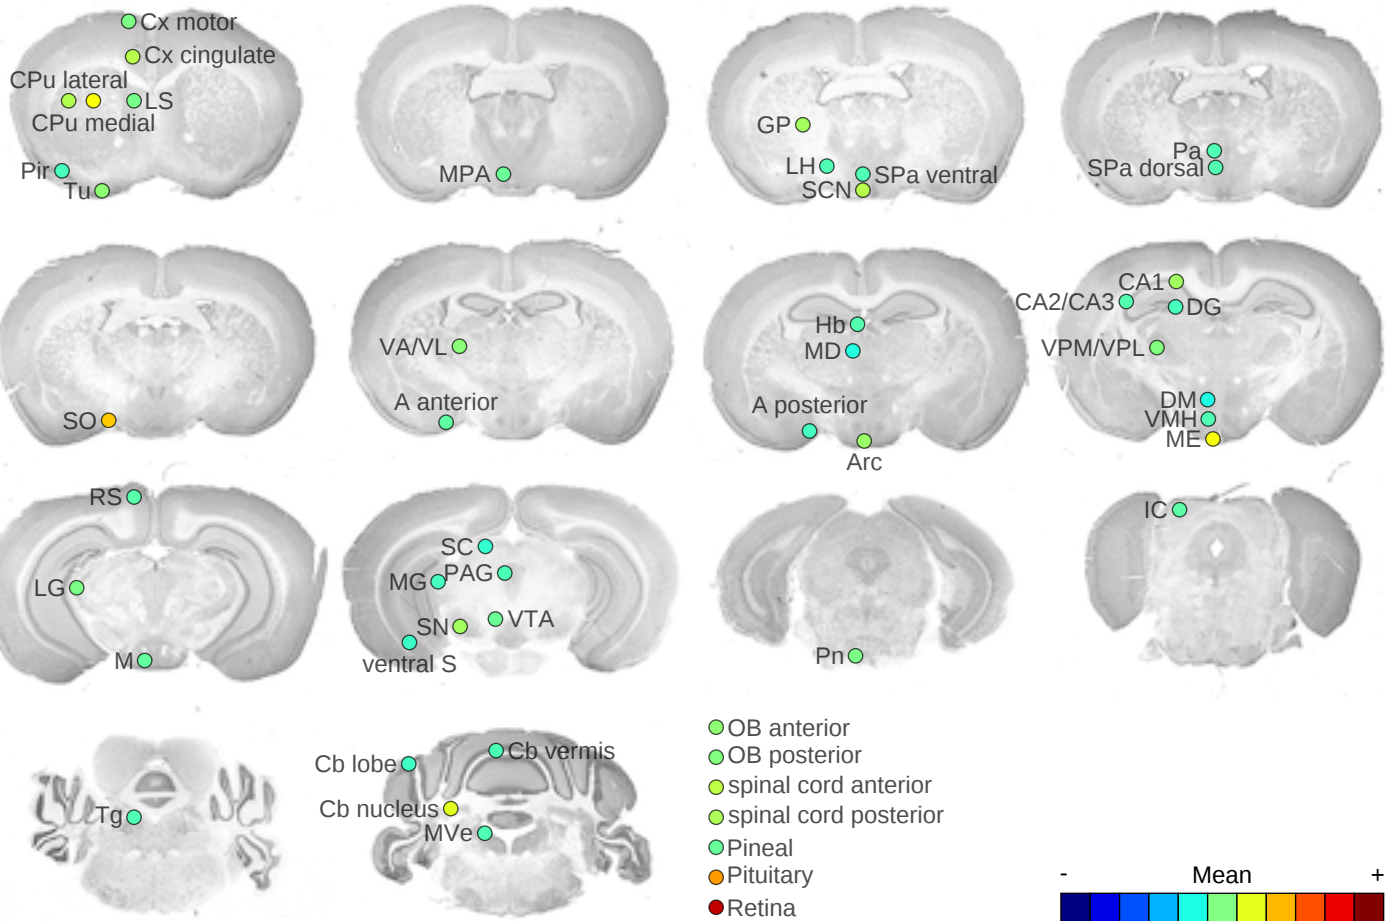 Cx motor
Cx cingulate
CPu lateral
LS
CPu medial
Pir
Tu
MPA
GP
LH
SPa ventral
SCN
Pa
SPa dorsal
SO
VA/VL
A anterior
Hb
MD
A posterior
Arc
CA1
CA2/CA3
DG
VPM/VPL
DM
VMH
ME
RS
LG
M
SC
PAG
MG
VTA
SN
ventral S
Pn
IC
Tg
Cb vermis
Cb lobe
Cb nucleus
MVe
OB anterior
OB posterior
spinal cord anterior
spinal cord posterior
Pineal
Pituitary
Retina
- Mean +